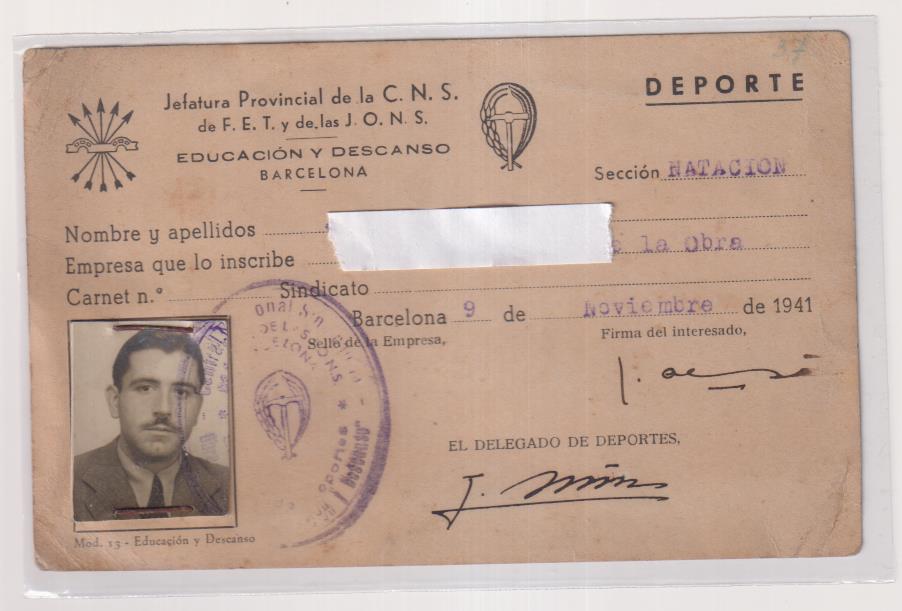 37
DEPORTE
Jefatura Provincial de la C. N. S.
de F. E. T. y de las J. O. N. S.
EDUCACIÓN Y DESCANSO
BARCELONA
Sección NATACION
Nombre y apellidos
Empresa que lo inscribe la Obra
Carnet n.º Sindicato
Barcelona 9 de Noviembre de 1941
Sello de la Empresa,
Firma del interesado,
EL DELEGADO DE DEPORTES,
Descanso"
Mod. 13 - Educación y Descanso